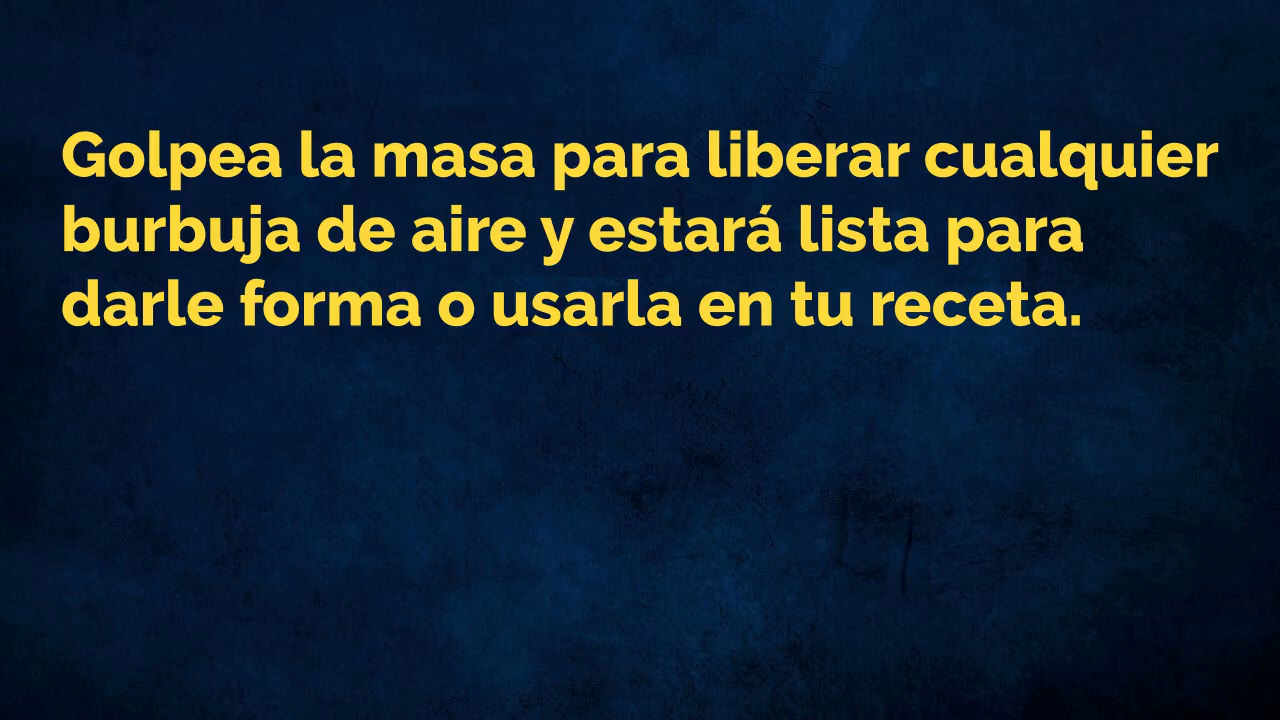 Golpea la masa para liberar cualquier
burbuja de aire y estará lista para
darle forma o usarla en tu receta.